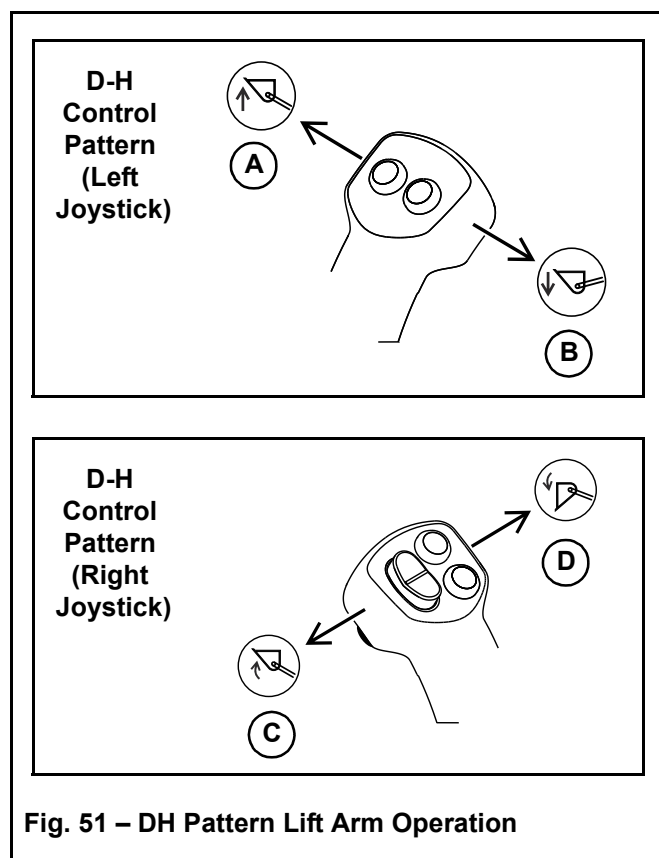 D-H
Control
Pattern
(Left
Joystick)
A
B
D-H
Control
Pattern
(Right
Joystick)
D
C
Fig. 51 – DH Pattern Lift Arm Operation